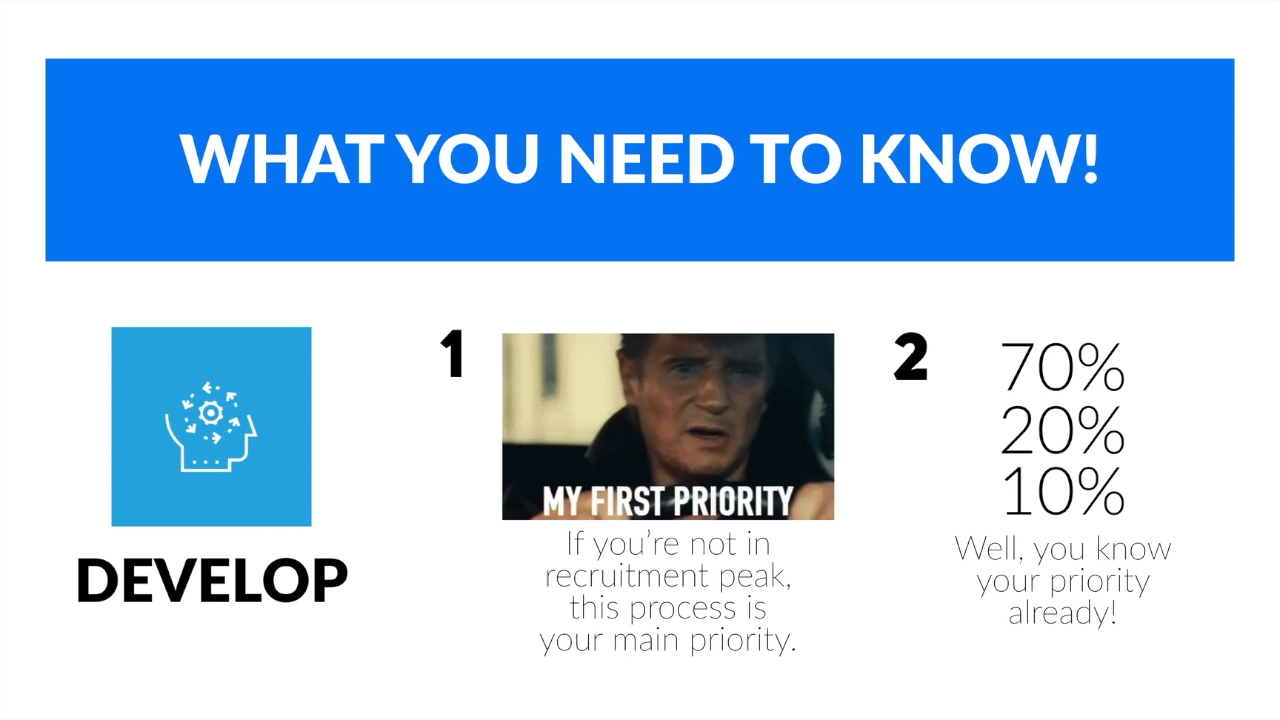 WHAT YOU NEED TO KNOW!
DEVELOP
1
MY FIRST PRIORITY
If you’re not in
recruitment peak,
this process is
your main priority.
2
70%
20%
10%
Well, you know
your priority
already!